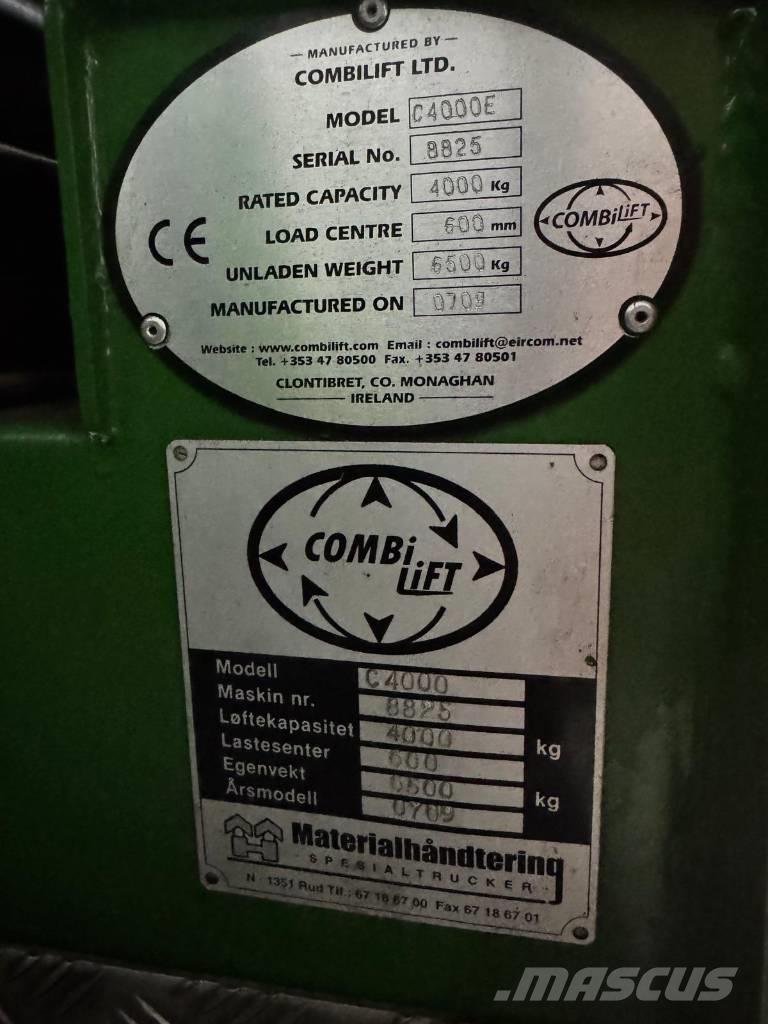 MANUFACTURED BY
COMBILIFT LTD.
MODEL C4000E
SERIAL No. 8825
RATED CAPACITY 4000 Kg
LOAD CENTRE 600 mm
UNLADEN WEIGHT 6500 Kg
MANUFACTURED ON 0709
CE
COMBiLiFT
Website : www.combilift.com Email : combilift@eircom.net
Tel. +353 47 80500 Fax. +353 47 80501
CLONTIBRET, CO. MONAGHAN
IRELAND
COMBi
LiFT
Modell C4000
Maskin nr. 8825
Løftekapasitet 4000 kg
Lastesenter 600
Egenvekt 6500 kg
Årsmodell 0709
Materialhåndtering
SPESIALTRUCKER
N - 1351 Rud Tlf.: 67 18 67 00 Fax 67 18 67 01
MASCUS